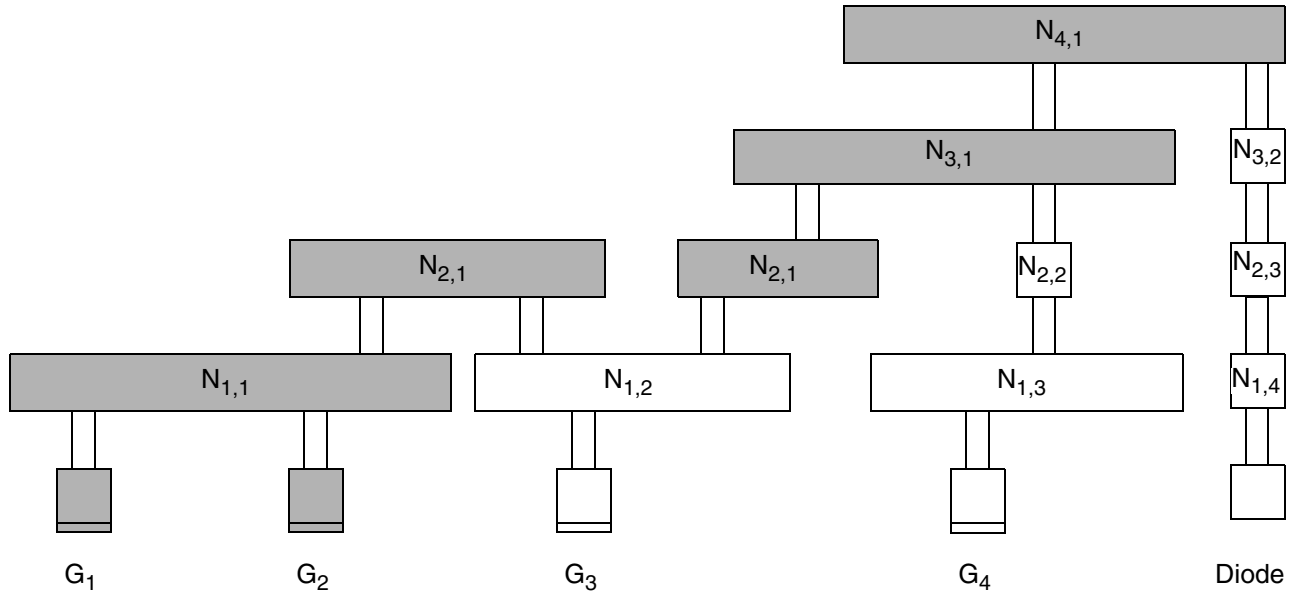 N4,1
N3,1
N3,2
N2,1
N2,1
N2,2
N2,3
N1,1
N1,2
N1,3
N1,4
G1
G2
G3
G4
Diode